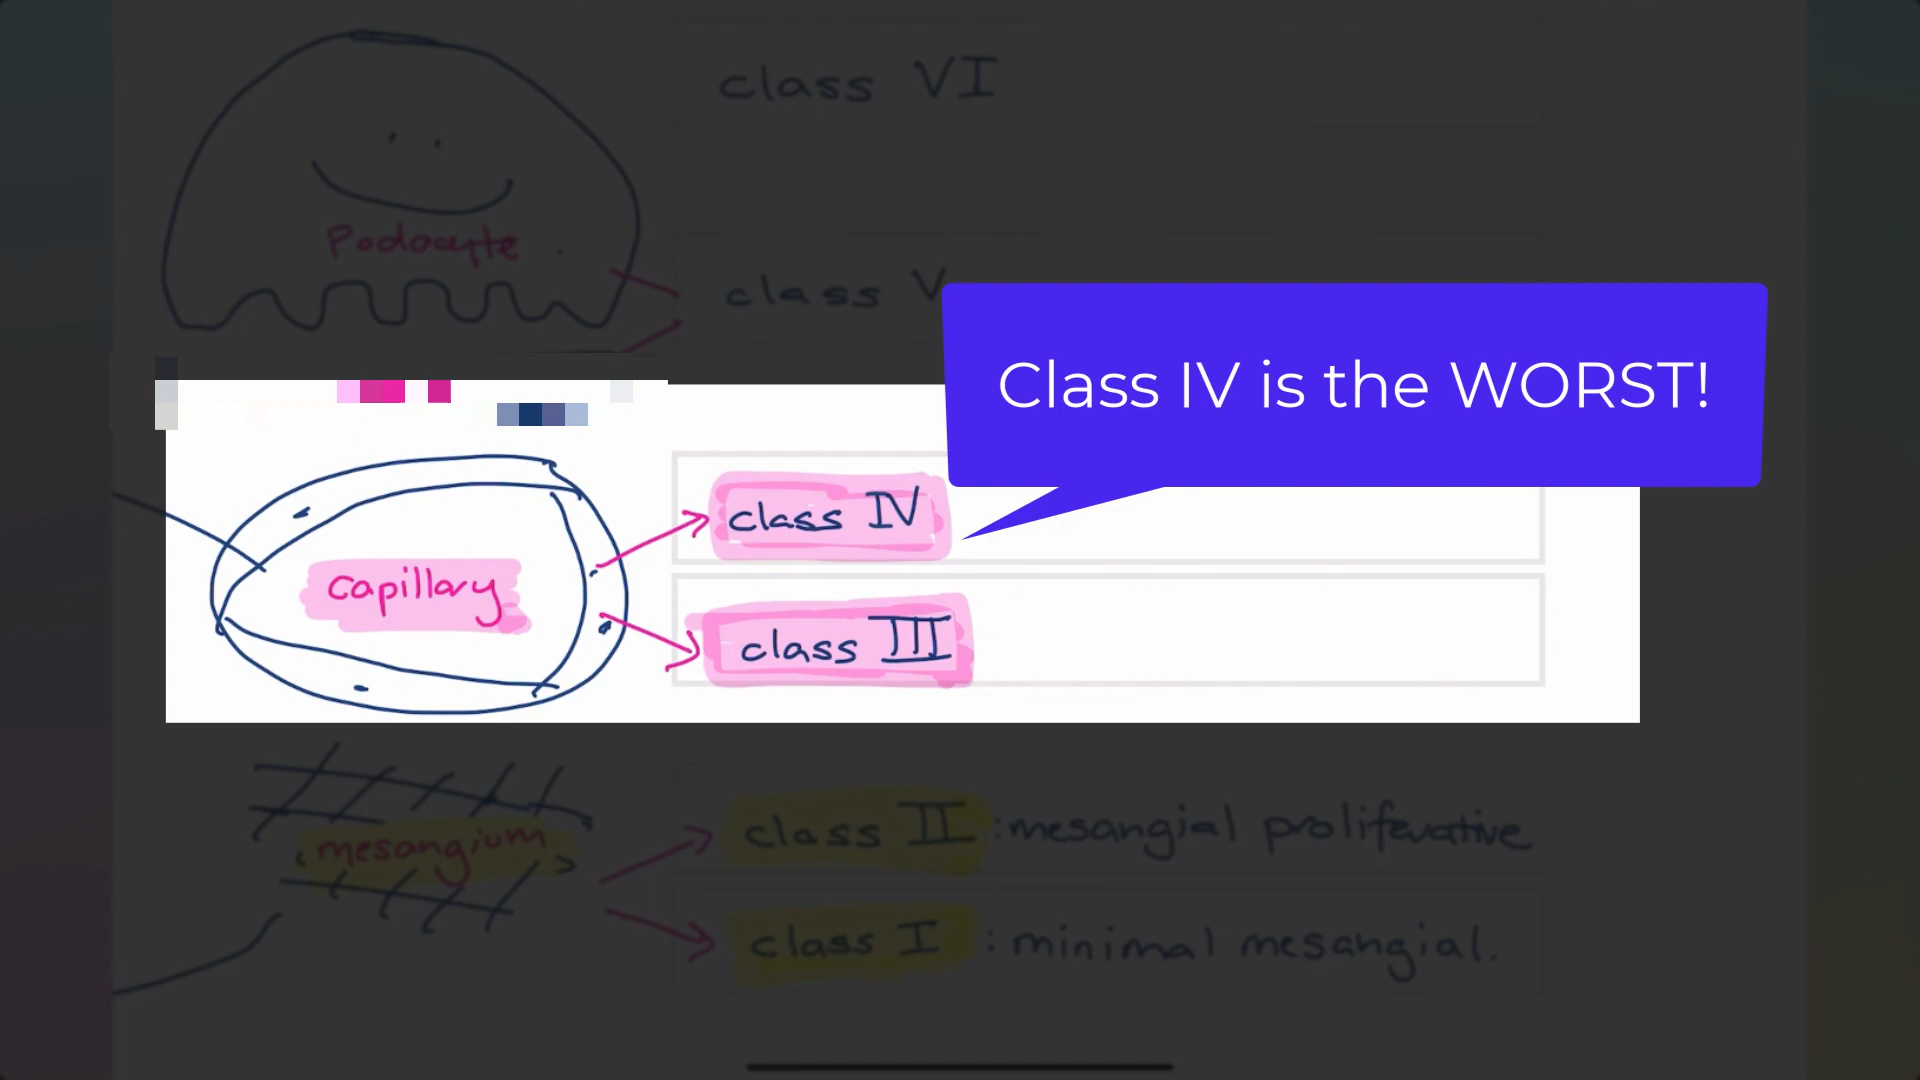 class VI
Podocyte
class V
Class IV is the WORST!
class IV
capillary
class III
class II : mesangial proliferative
mesangium
class I : minimal mesangial.